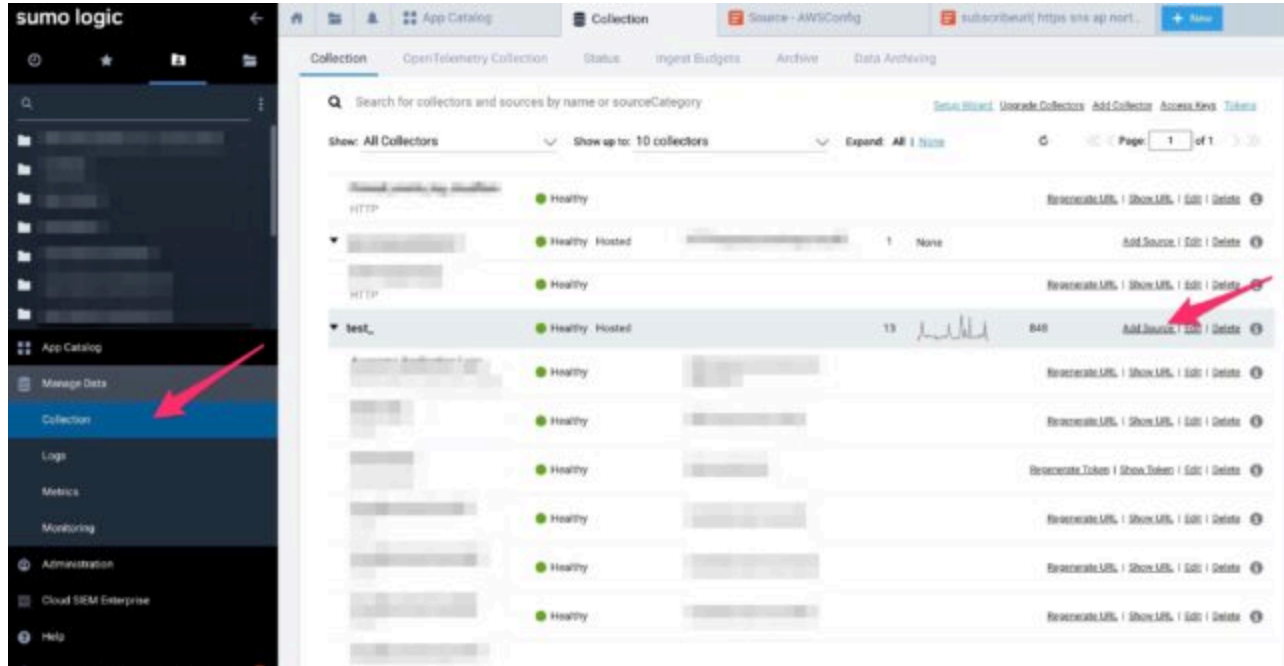 sumo logic
App Catalog
Collection
Source - AWSConfig
subscribeurl( https sns ap nort...
+ New
Collection
OpenTelemetry Collection
Status
Ingest Budgets
Archive
Data Archiving
Search for collectors and sources by name or sourceCategory
Setup Wizard Upgrade Collectors Add Collector Access Keys Tokens
Show: All Collectors
Show up to: 10 collectors
Expand: All | None
Page: 1 of 1
HTTP
Healthy
Regenerate URL | Show URL | Edit | Delete
Healthy Hosted
1 None
Add Source | Edit | Delete
HTTP
Healthy
Regenerate URL | Show URL | Edit | Delete
test_
Healthy Hosted
13
848
Add Source | Edit | Delete
Healthy
Regenerate URL | Show URL | Edit | Delete
Healthy
Regenerate URL | Show URL | Edit | Delete
Healthy
Regenerate Token | Show Token | Edit | Delete
Healthy
Regenerate URL | Show URL | Edit | Delete
Healthy
Regenerate URL | Show URL | Edit | Delete
Healthy
Regenerate URL | Show URL | Edit | Delete
App Catalog
Manage Data
Collection
Logs
Metrics
Monitoring
Administration
Cloud SIEM Enterprise
Help